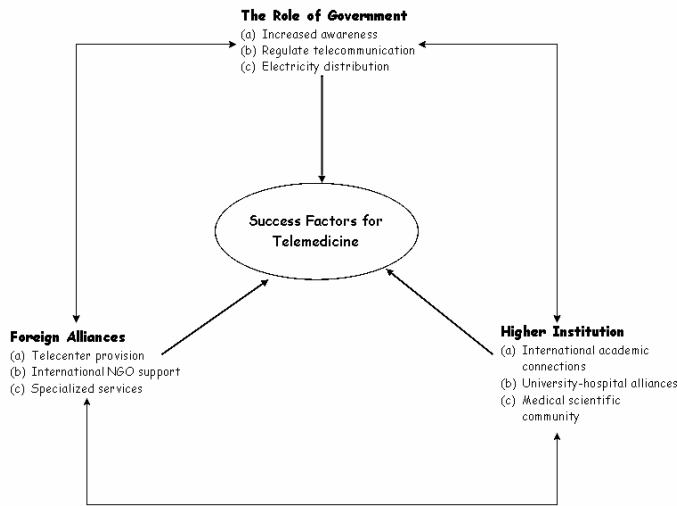 The Role of Government
(a) Increased awareness
(b) Regulate telecommunication
(c) Electricity distribution
Success Factors for
Telemedicine
Foreign Alliances
(a) Telecenter provision
(b) International NGO support
(c) Specialized services
Higher Institution
(a) International academic
connections
(b) University-hospital alliances
(c) Medical scientific
community